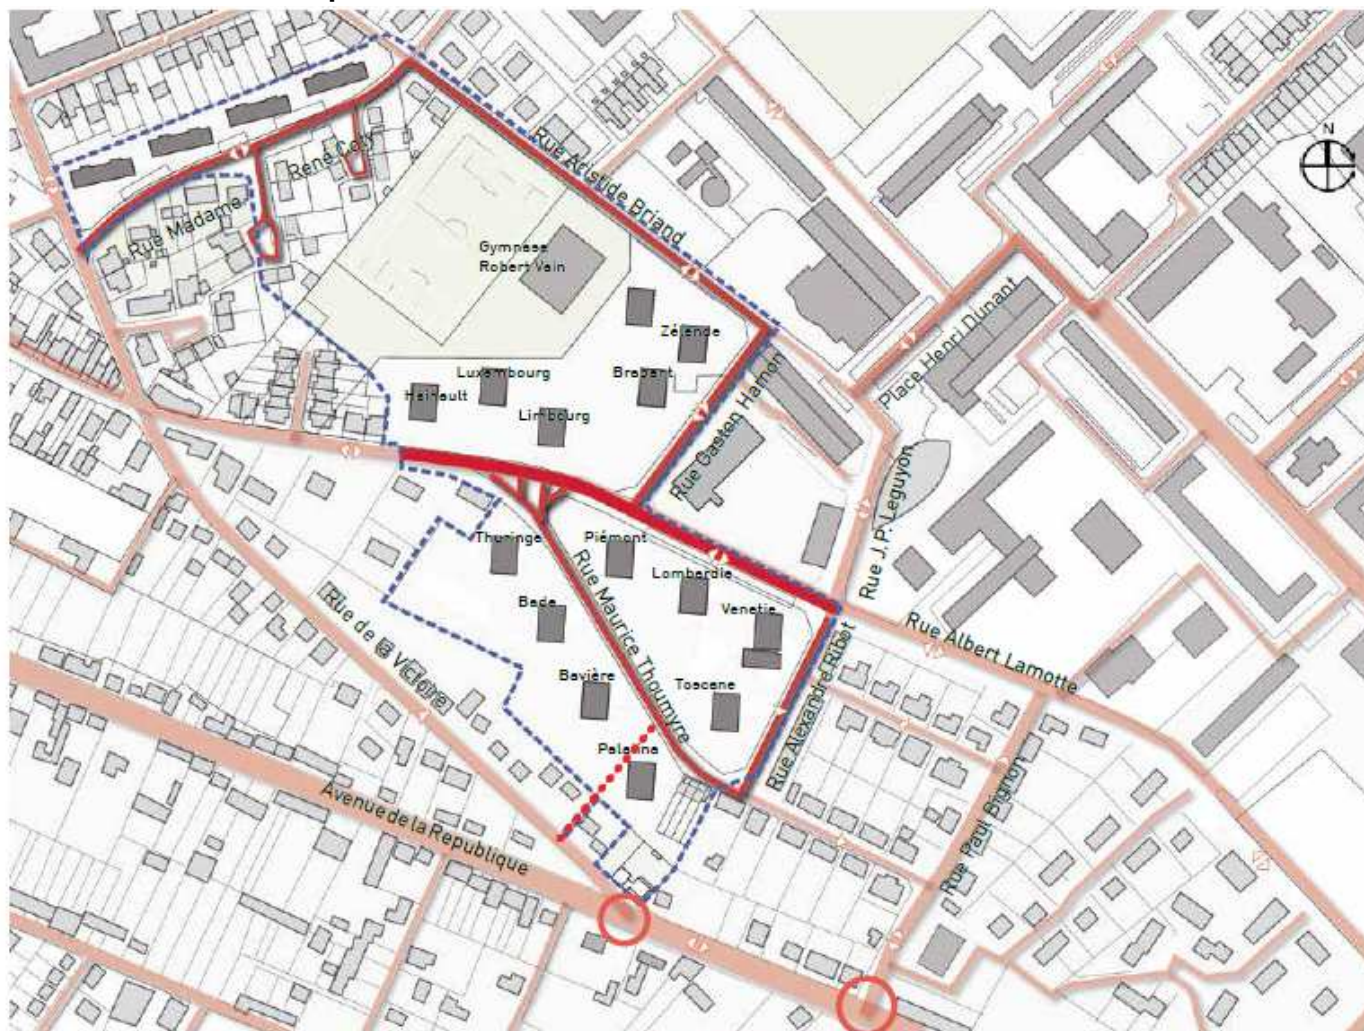 N
Rue Aristide Briand
René Coty
Rue Madame
Gymnase
Robert Vain
Zélande
Place Henri Dunant
Luxembourg
Brabant
Hainault
Limbourg
Rue Gaston Hamon
Rue J.P. Leguyon
Thuringe
Piémont
Lombardie
Rue Maurice Thoumyre
Bade
Venetie
Rue Albert Lamotte
Rue de la Victoire
Rue Alexandre Ribot
Bavière
Toscane
Avenue de la Republique
Rue Paul Bignon